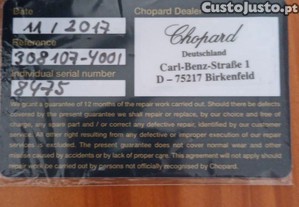 CustoJusto.pt
Date
Chopard Dealer
11/2017
Reference
308107-4001
Individual serial number
8475
Chopard
Deutschland
Carl-Benz-Straße 1
D – 75217 Birkenfeld
We grant a guarantee of 12 months of the repair work carried out. Should there be defects
covered by the present guarantee we shall repair or replace, by our choice and free of
charge, any spare part and / or correct any defective repair, identified by our customer
service. All other right resulting from any defective or improper execution of our repair
services is excluded. The present guarantee does not cover normal wear and other
damage caused by accidents or by lack of proper care. This agreement will not apply should
repair work be carried out by persons not officially recognised by Chopard.